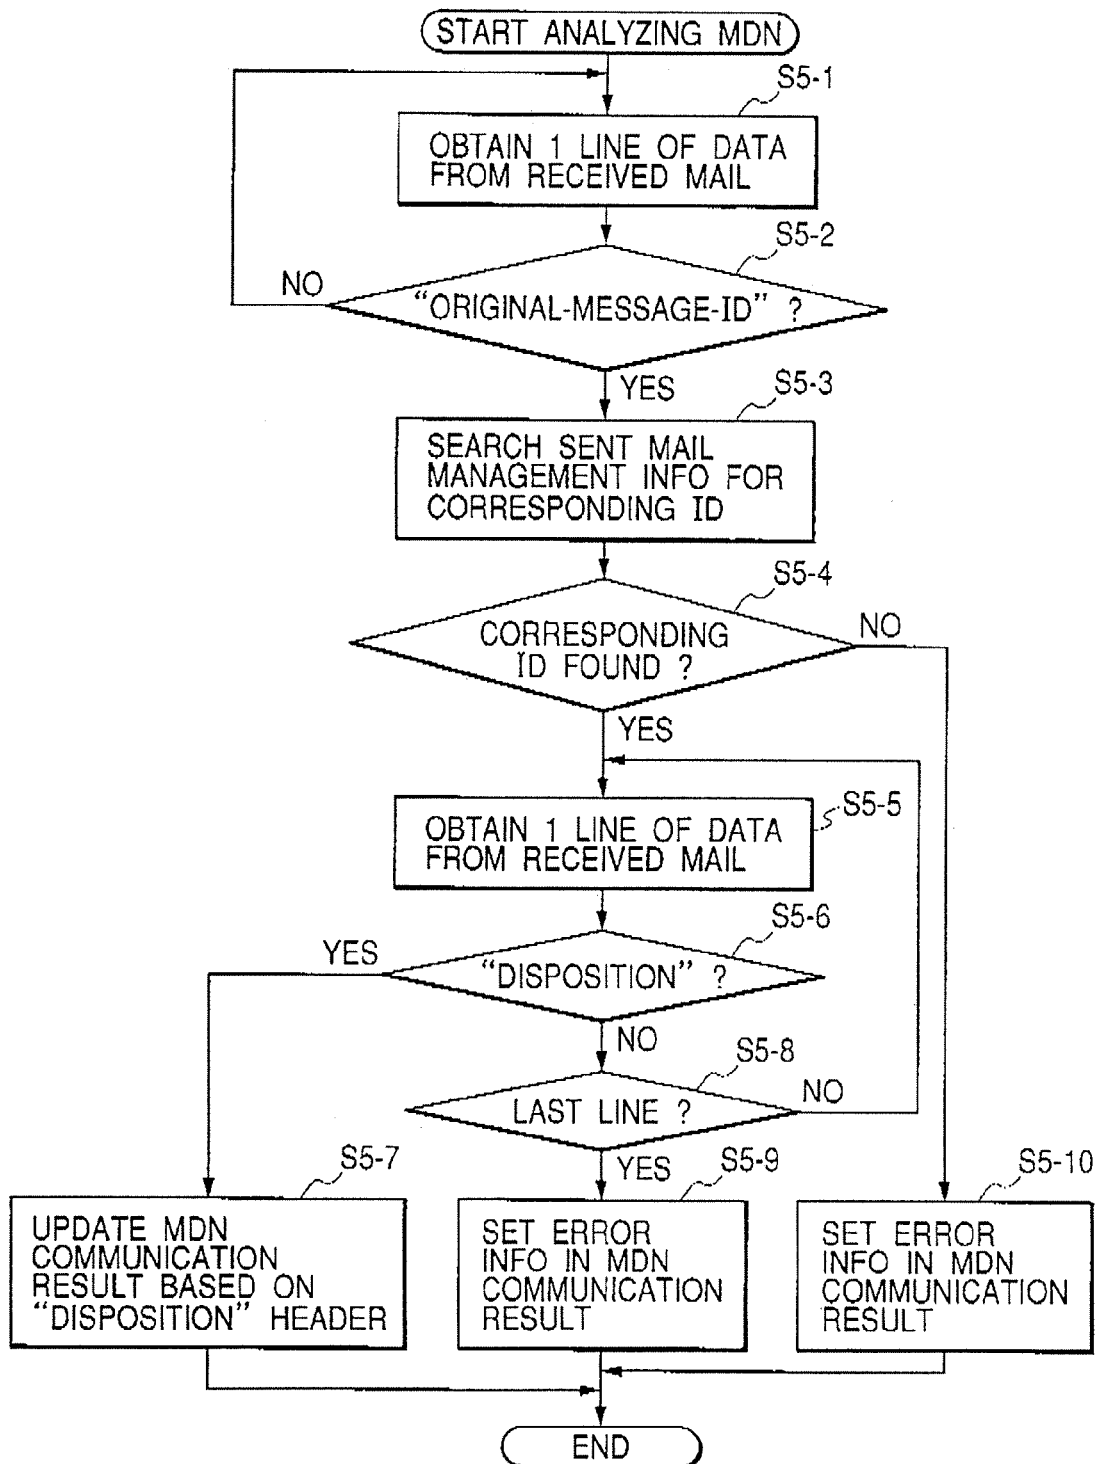 START ANALYZING MDN
S5-1
OBTAIN 1 LINE OF DATA
FROM RECEIVED MAIL
S5-2
NO
“ORIGINAL-MESSAGE-ID” ?
YES
S5-3
SEARCH SENT MAIL
MANAGEMENT INFO FOR
CORRESPONDING ID
S5-4
NO
CORRESPONDING
ID FOUND ?
YES
S5-5
OBTAIN 1 LINE OF DATA
FROM RECEIVED MAIL
S5-6
YES
“DISPOSITION” ?
NO
S5-8
NO
LAST LINE ?
YES
S5-7
UPDATE MDN
COMMUNICATION
RESULT BASED ON
“DISPOSITION” HEADER
S5-9
SET ERROR
INFO IN MDN
COMMUNICATION
RESULT
S5-10
SET ERROR
INFO IN MDN
COMMUNICATION
RESULT
END